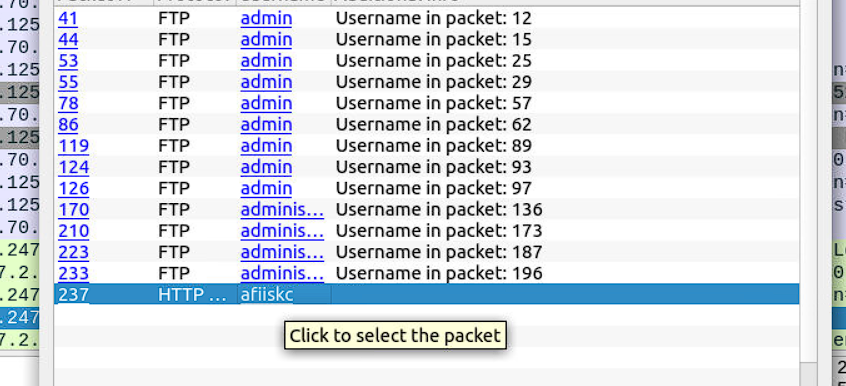 41 FTP admin Username in packet: 12
44 FTP admin Username in packet: 15
53 FTP admin Username in packet: 25
55 FTP admin Username in packet: 29
78 FTP admin Username in packet: 57
86 FTP admin Username in packet: 62
119 FTP admin Username in packet: 89
124 FTP admin Username in packet: 93
126 FTP admin Username in packet: 97
170 FTP adminis... Username in packet: 136
210 FTP adminis... Username in packet: 173
223 FTP adminis... Username in packet: 187
233 FTP adminis... Username in packet: 196
237 HTTP ... afiiskc
Click to select the packet